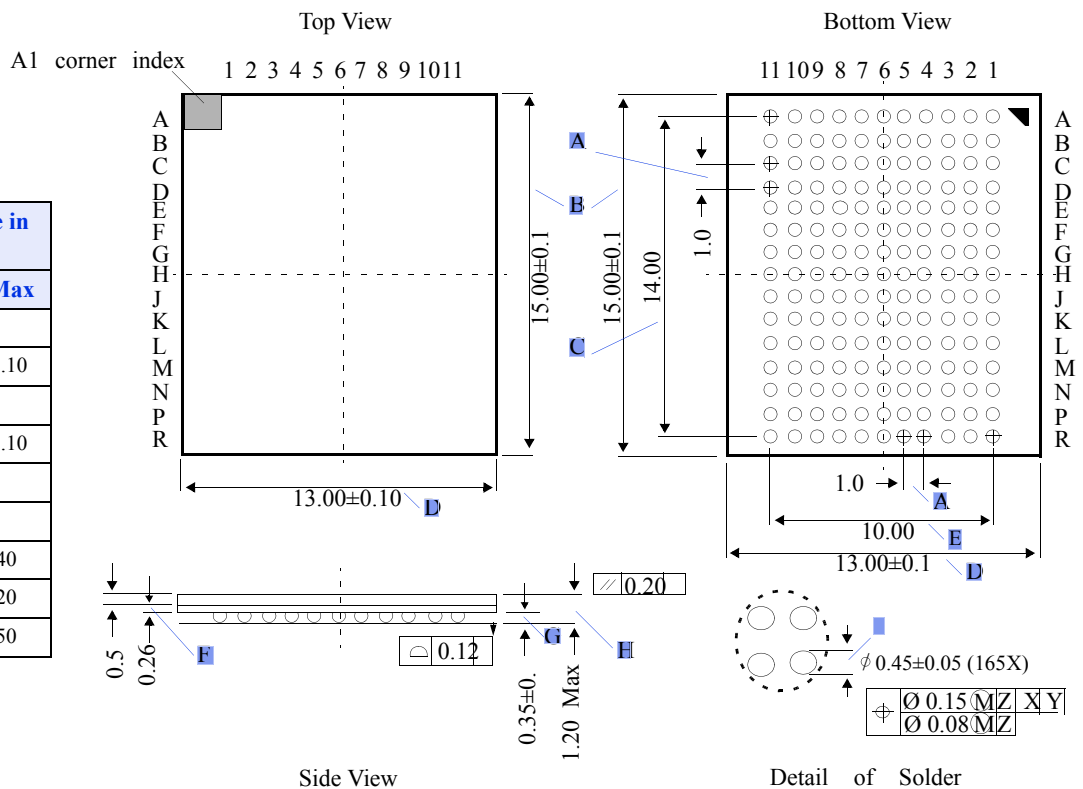 Top View
A1 corner index
1 2 3 4 5 6 7 8 9 10 11
A
B
C
D
E
F
G
H
J
K
L
M
N
P
R
15.00±0.1
13.00±0.10
D
A
B
C
Bottom View
11 10 9 8 7 6 5 4 3 2 1
A
B
C
D
E
F
G
H
J
K
L
M
N
P
R
15.00±0.1
14.00
1.0
1.0
A
10.00
E
13.00±0.1
D
e in
Max
.10
.10
40
20
50
0.5
0.26
F
⌓ 0.12
0.35±0.
G
1.20 Max
H
// 0.20
Side View
ϕ 0.45±0.05 (165X)
⌖ Ø 0.15 Ⓜ Z X Y
Ø 0.08 Ⓜ Z
Detail of Solder